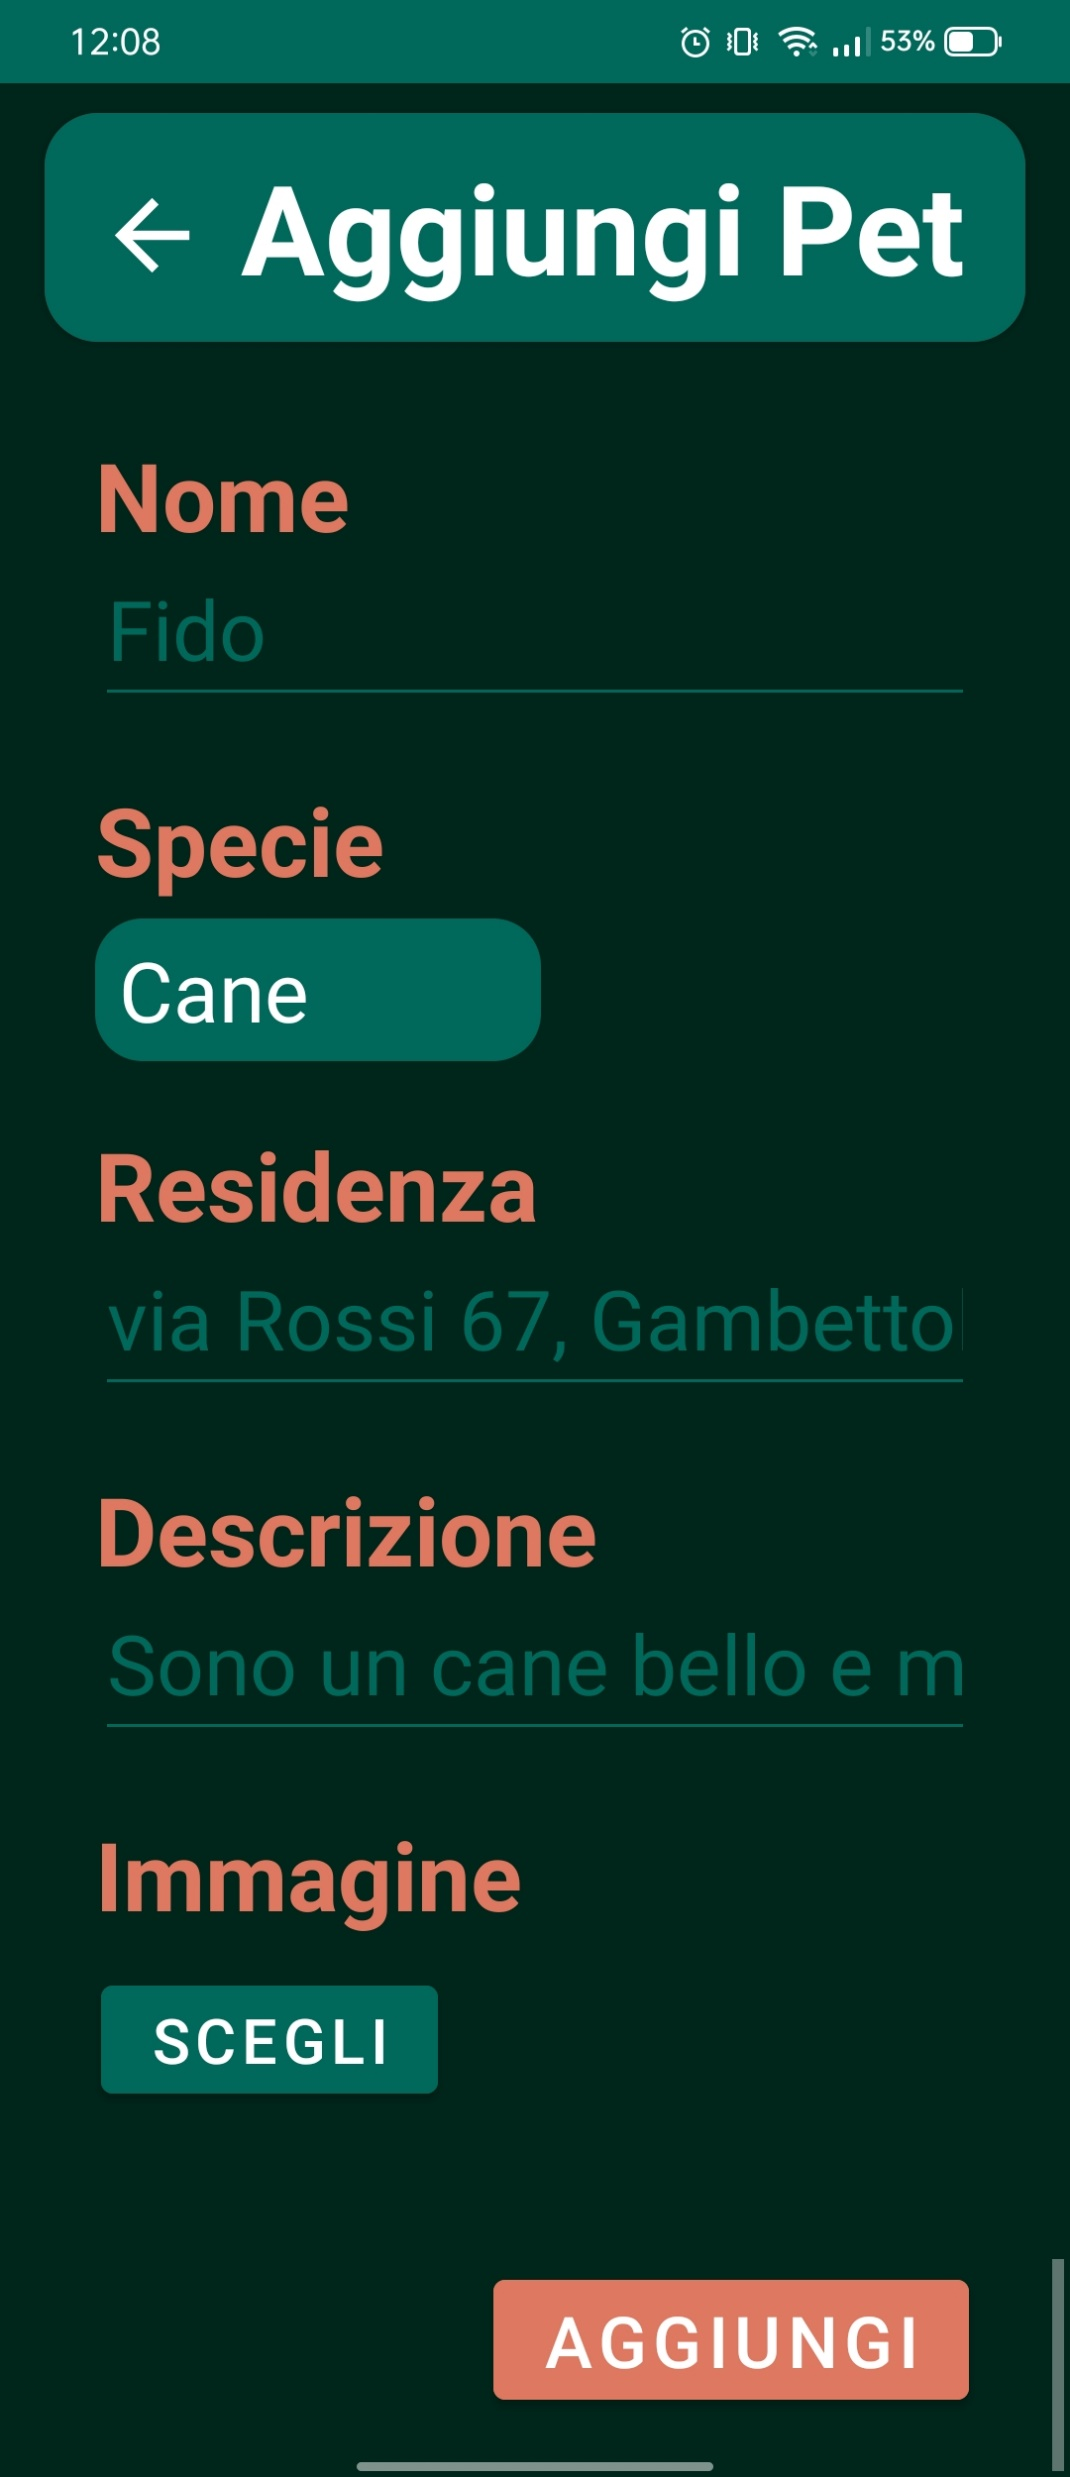 12:08
53%
Aggiungi Pet
Nome
Fido
Specie
Cane
Residenza
via Rossi 67, Gambetto
Descrizione
Sono un cane bello e m
Immagine
SCEGLI
AGGIUNGI